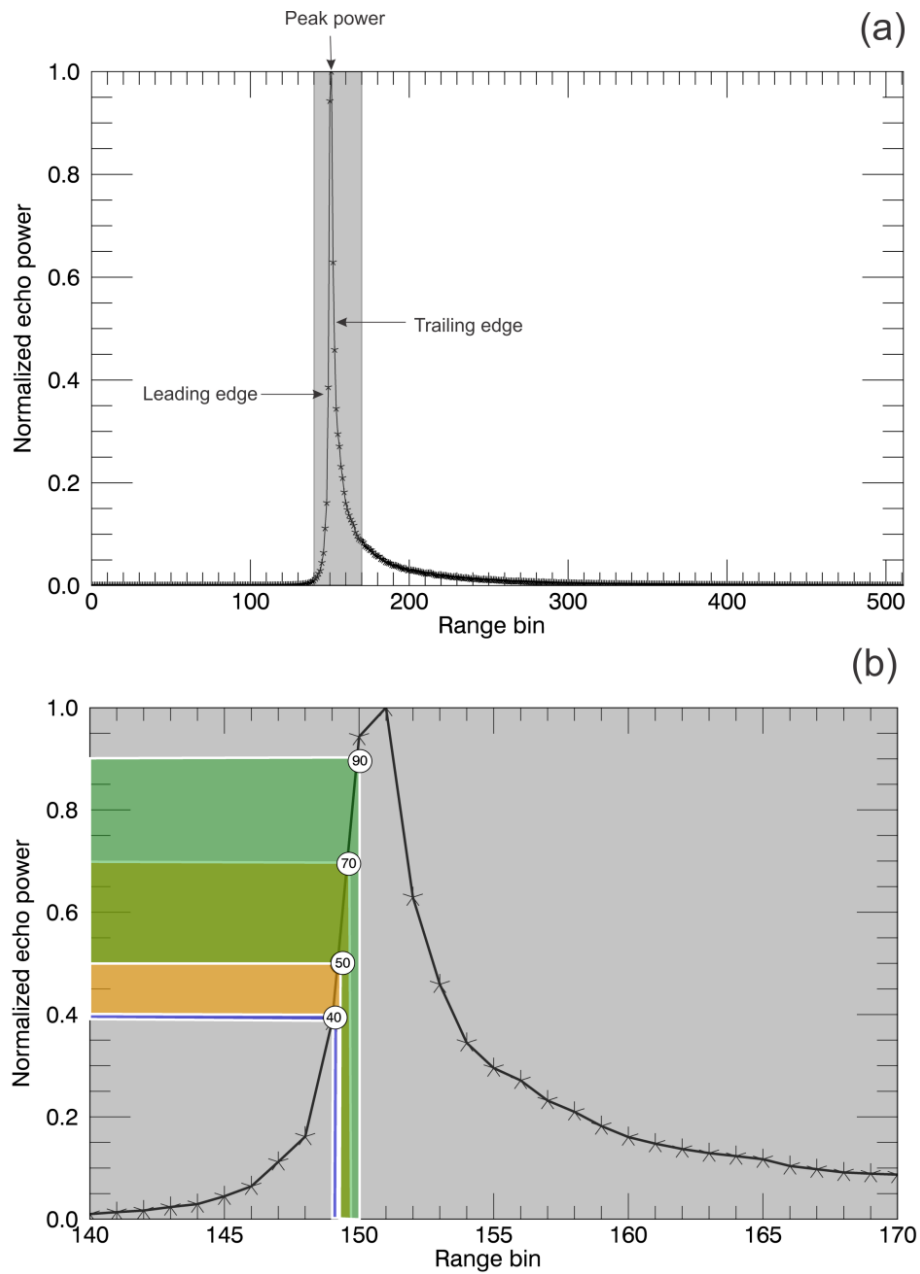 Peak power
(a)
1.0
0.8
0.6
0.4
0.2
0.0
Normalized echo power
Trailing edge
Leading edge
0 100 200 300 400 500
Range bin
(b)
1.0
0.8
0.6
0.4
0.2
0.0
Normalized echo power
90
70
50
40
140 145 150 155 160 165 170
Range bin